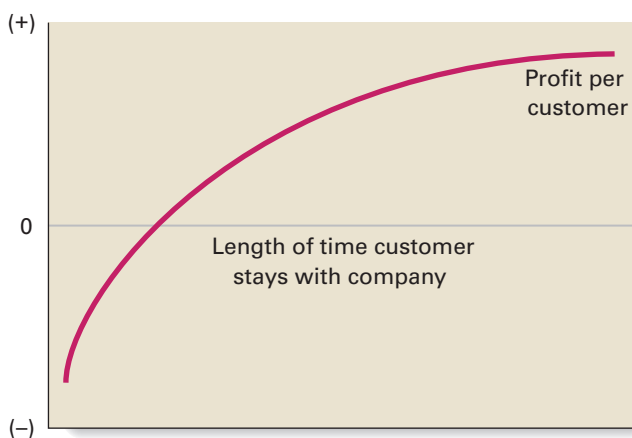 (+)
Profit per
customer
0
Length of time customer
stays with company
(–)